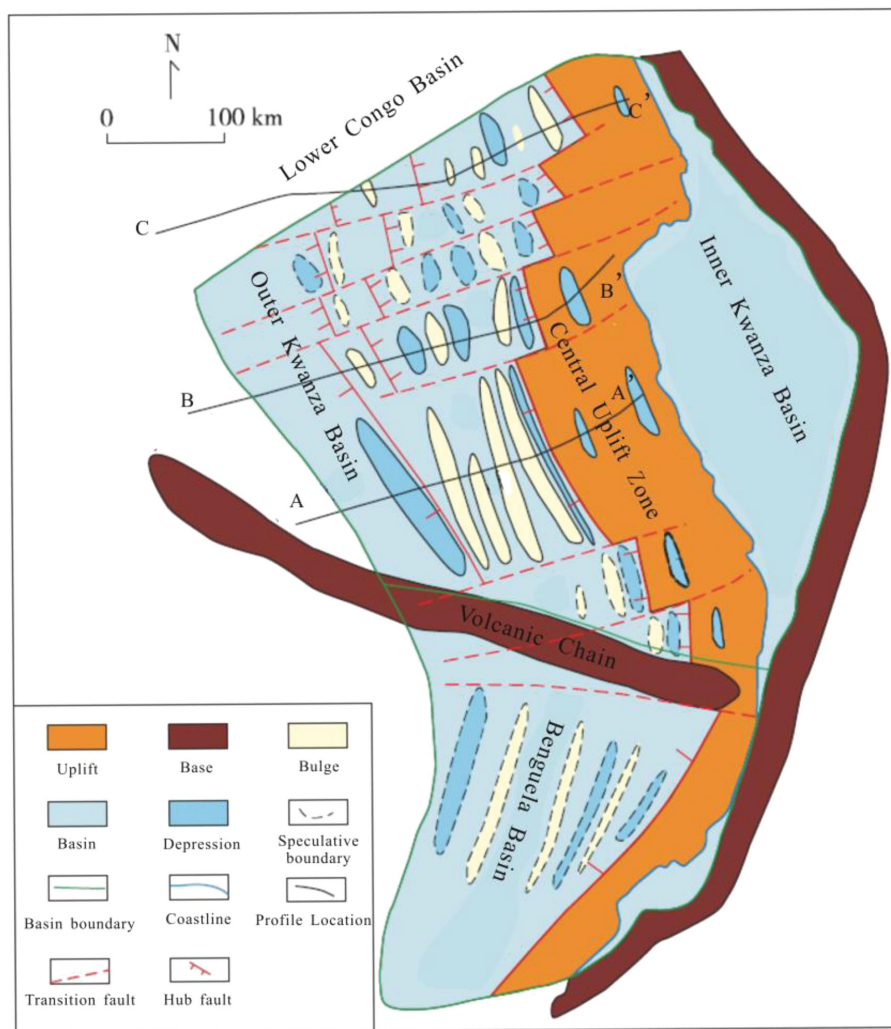 N
0 100 km
Lower Congo Basin
C
C'
Outer Kwanza Basin
Inner Kwanza Basin
B
B'
Central Uplift Zone
A
A'
Volcanic Chain
Benguela Basin
Uplift
Base
Bulge
Basin
Depression
Speculative
boundary
Basin boundary
Coastline
Profile Location
Transition fault
Hub fault